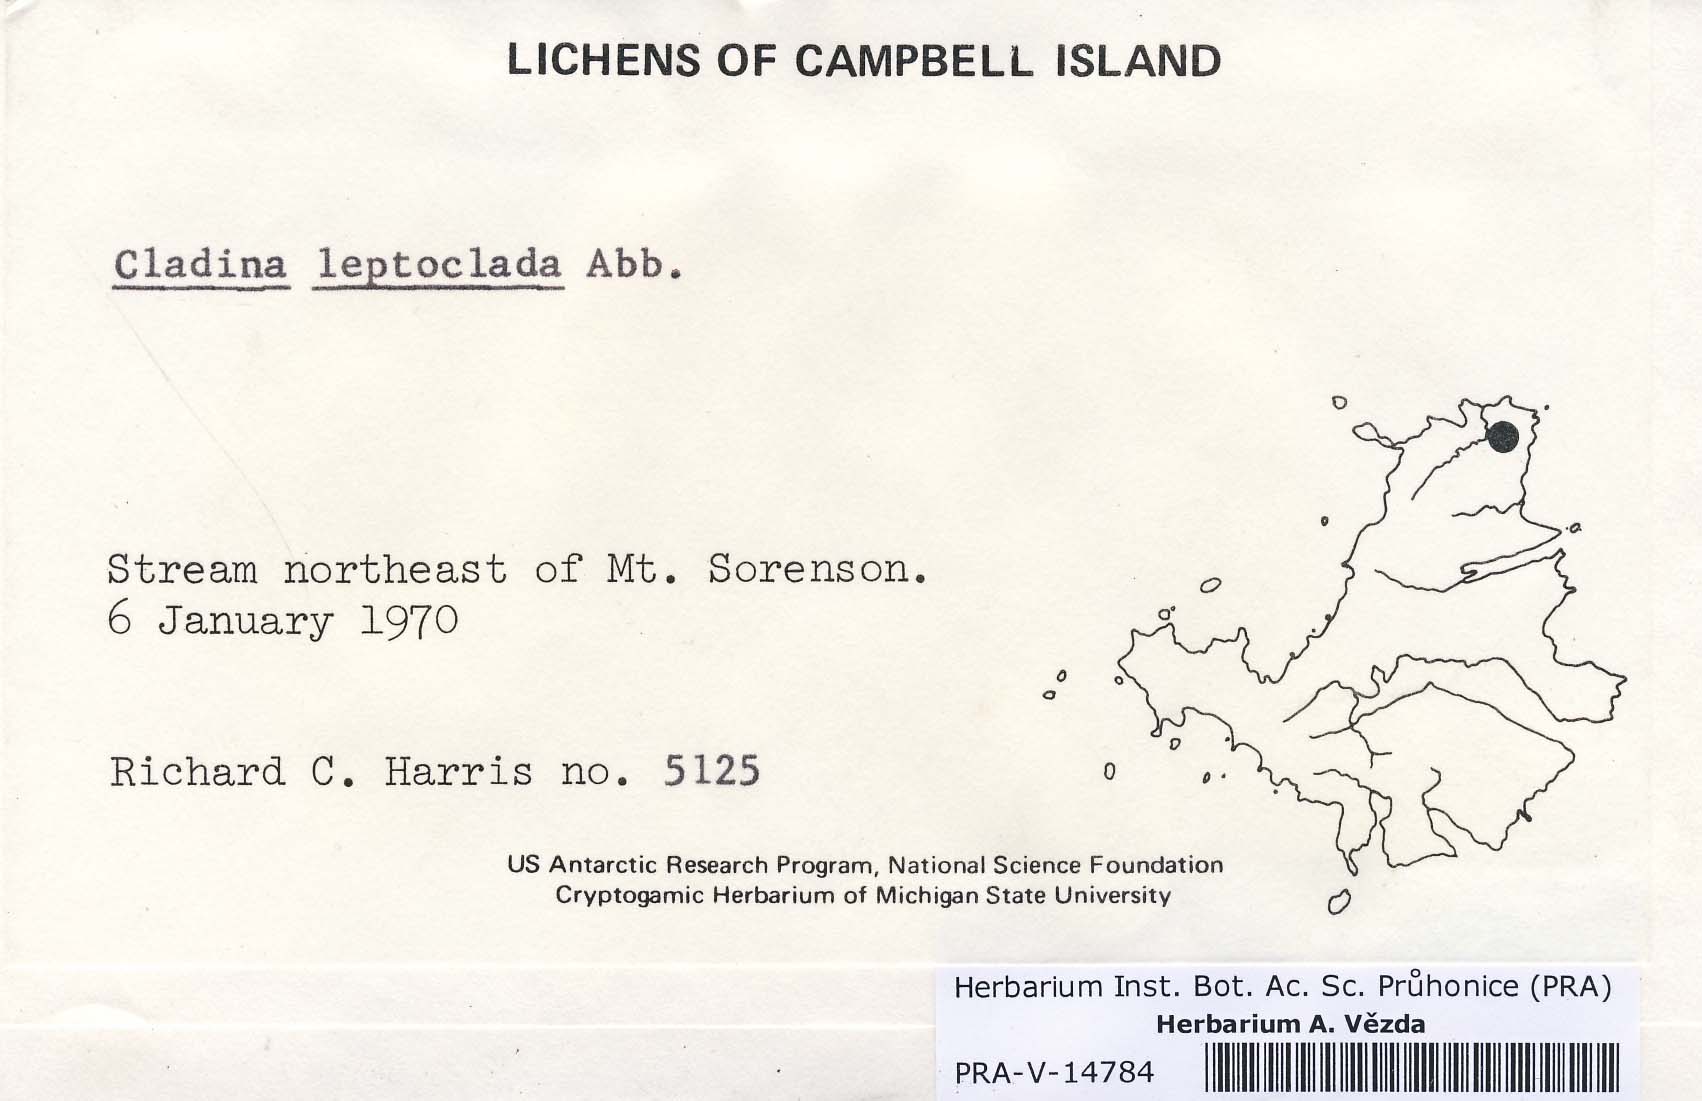 LICHENS OF CAMPBELL ISLAND
Cladina leptoclada Abb.
Stream northeast of Mt. Sorenson.
6 January 1970
Richard C. Harris no. 5125
US Antarctic Research Program, National Science Foundation
Cryptogamic Herbarium of Michigan State University
Herbarium Inst. Bot. Ac. Sc. Průhonice (PRA)
Herbarium A. Vězda
PRA-V-14784